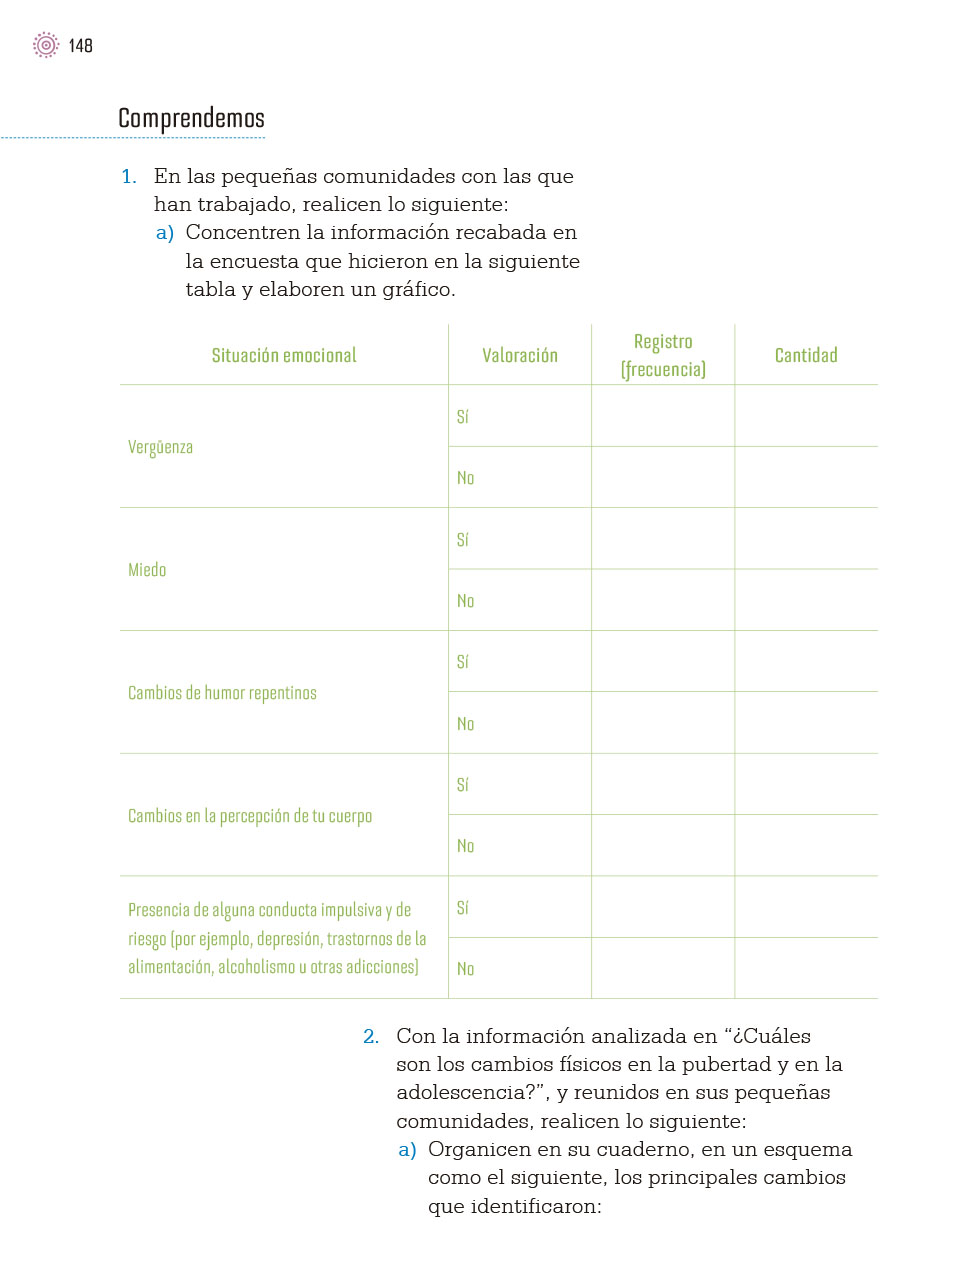 148
Comprendemos
1. En las pequeñas comunidades con las que
han trabajado, realicen lo siguiente:
a) Concentren la información recabada en
la encuesta que hicieron en la siguiente
tabla y elaboren un gráfico.
Situación emocional Valoración Registro (frecuencia) Cantidad
Vergüenza
Sí
No
Miedo
Sí
No
Cambios de humor repentinos
Sí
No
Cambios en la percepción de tu cuerpo
Sí
No
Presencia de alguna conducta impulsiva y de
riesgo (por ejemplo, depresión, trastornos de la
alimentación, alcoholismo u otras adicciones)
Sí
No
2. Con la información analizada en “¿Cuáles
son los cambios físicos en la pubertad y en la
adolescencia?”, y reunidos en sus pequeñas
comunidades, realicen lo siguiente:
a) Organicen en su cuaderno, en un esquema
como el siguiente, los principales cambios
que identificaron: